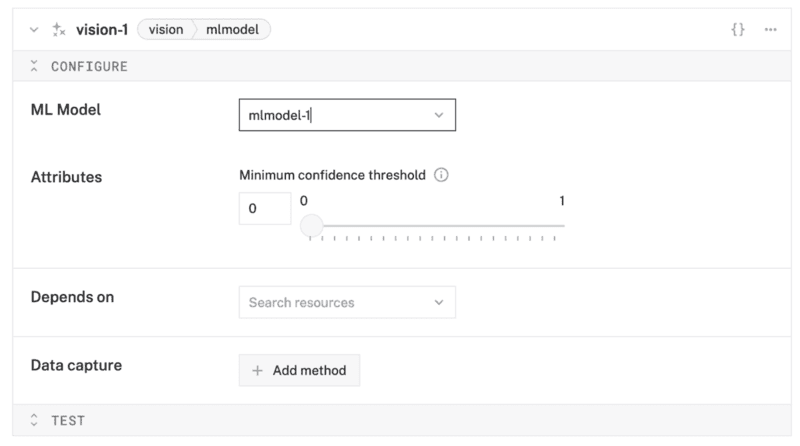 vision-1 vision mlmodel {} ...
CONFIGURE
ML Model mlmodel-1
Attributes Minimum confidence threshold
0 0 1
Depends on Search resources
Data capture + Add method
TEST